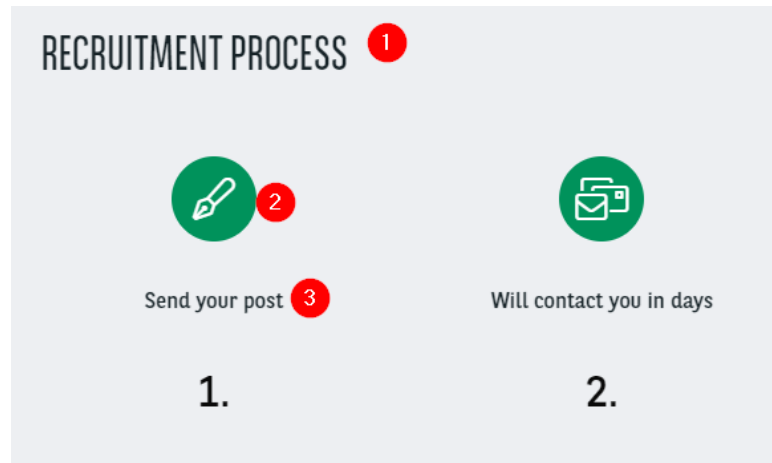 RECRUITMENT PROCESS 1
2
Send your post 3
Will contact you in days
1.
2.